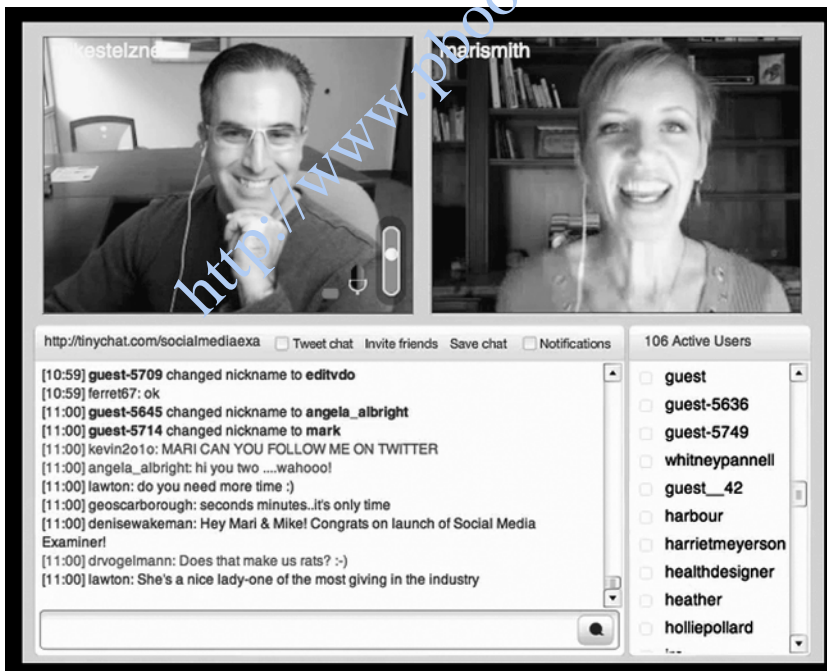 marismith
http://www.pboo
http://tinychat.com/socialmediaexa Tweet chat Invite friends Save chat Notifications
106 Active Users
[10:59] guest-5709 changed nickname to editvdo
[10:59] ferret67: ok
[11:00] guest-5645 changed nickname to angela_albright
[11:00] guest-5714 changed nickname to mark
[11:00] kevin2o1o: MARI CAN YOU FOLLOW ME ON TWITTER
[11:00] angela_albright: hi you two ....wahooo!
[11:00] lawton: do you need more time :)
[11:00] geoscarborough: seconds minutes..it's only time
[11:00] denisewakeman: Hey Mari & Mike! Congrats on launch of Social Media
Examiner!
[11:00] drvogelmann: Does that make us rats? :-)
[11:00] lawton: She's a nice lady-one of the most giving in the industry
guest
guest-5636
guest-5749
whitneypannell
guest__42
harbour
harrietmeyerson
healthdesigner
heather
holliepollard